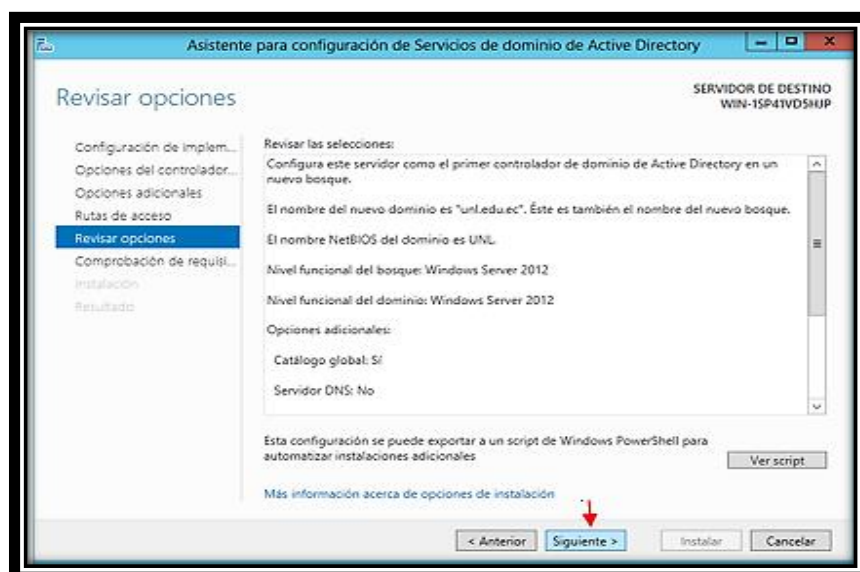 Asistente para configuración de Servicios de dominio de Active Directory
Revisar opciones
SERVIDOR DE DESTINO
WIN-1SP41VD5HJP
Configuración de implem...
Opciones del controlador...
Opciones adicionales
Rutas de acceso
Revisar opciones
Comprobación de requisi...
Instalación
Resultado
Revisar las selecciones:
Configura este servidor como el primer controlador de dominio de Active Directory en un
nuevo bosque.
El nombre del nuevo dominio es "unl.edu.ec". Éste es también el nombre del nuevo bosque.
El nombre NetBIOS del dominio es UNL.
Nivel funcional del bosque: Windows Server 2012
Nivel funcional del dominio: Windows Server 2012
Opciones adicionales:
Catálogo global: Sí
Servidor DNS: No
Esta configuración se puede exportar a un script de Windows PowerShell para
automatizar instalaciones adicionales
Ver script
Más información acerca de opciones de instalación
< Anterior
Siguiente >
Instalar
Cancelar